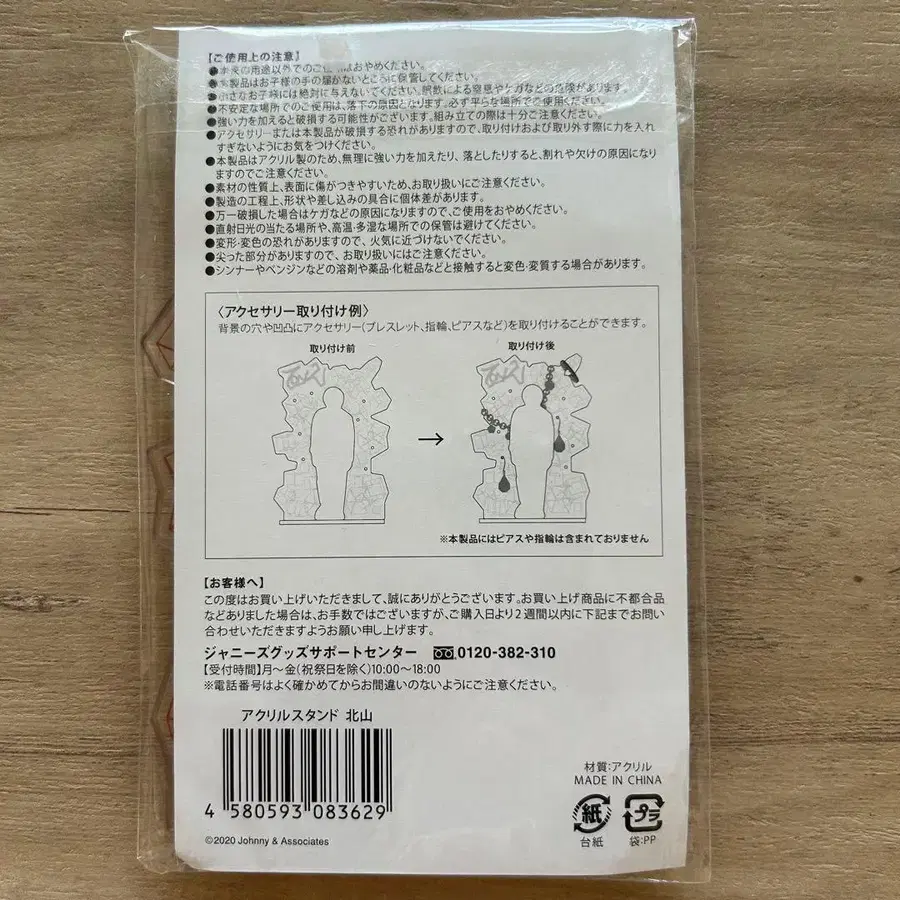 【ご使用上の注意】
●本来の用途以外でのご使用はおやめください。
●本製品はお子様の手の届かないところに保管してください。
●小さなお子様には絶対に与えないでください。誤飲による窒息やケガなどの危険があります。
●不安定な場所でのご使用は、落下の原因となります。必ず平らな場所でご使用ください。
●強い力を加えると破損する可能性がございます。組み立ての際は十分ご注意ください。
●アクセサリーまたは本製品が破損する恐れがありますので、取り付けおよび取り外す際に力を入れ
すぎないようにお気をつけください。
●本製品はアクリル製のため、無理に強い力を加えたり、落としたりすると、割れや欠けの原因になり
ますのでご注意ください。
●素材の性質上、表面に傷がつきやすいため、お取り扱いにご注意ください。
●製造の工程上、形状や差し込みの具合に個体差があります。
●万一破損した場合はケガなどの原因になりますので、ご使用をおやめください。
●直射日光の当たる場所や、高温・多湿な場所での保管は避けてください。
●変形・変色の恐れがありますので、火気に近づけないでください。
●尖った部分がありますので、お取り扱いにはご注意ください。
●シンナーやベンジンなどの溶剤や薬品・化粧品などと接触すると変色・変質する場合があります。
〈アクセサリー取り付け例〉
背景の穴や凹凸にアクセサリー(ブレスレット、指輪、ピアスなど)を取り付けることができます。
取り付け前
取り付け後
→
※本製品にはピアスや指輪は含まれておりません
【お客様へ】
この度はお買い上げいただきまして、誠にありがとうございます。お買い上げ商品に不都合品
などありました場合は、お手数ではございますが、ご購入日より2週間以内に下記までお問い
合わせいただきますようお願い申し上げます。
ジャニーズグッズサポートセンター 0120-382-310
【受付時間】月〜金(祝祭日を除く)10:00〜18:00
※電話番号はよく確かめてからお間違いのないようにご注意ください。
アクリルスタンド 北山
4 580593 083629
©2020 Johnny & Associates
材質:アクリル
MADE IN CHINA
紙
プラ
台紙
袋:PP